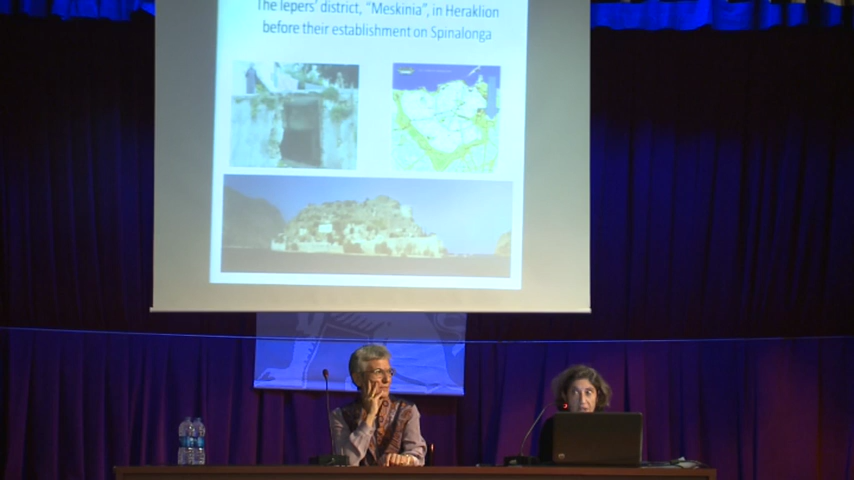 The lepers' district, "Meskinia", in Heraklion
before their establishment on Spinalonga